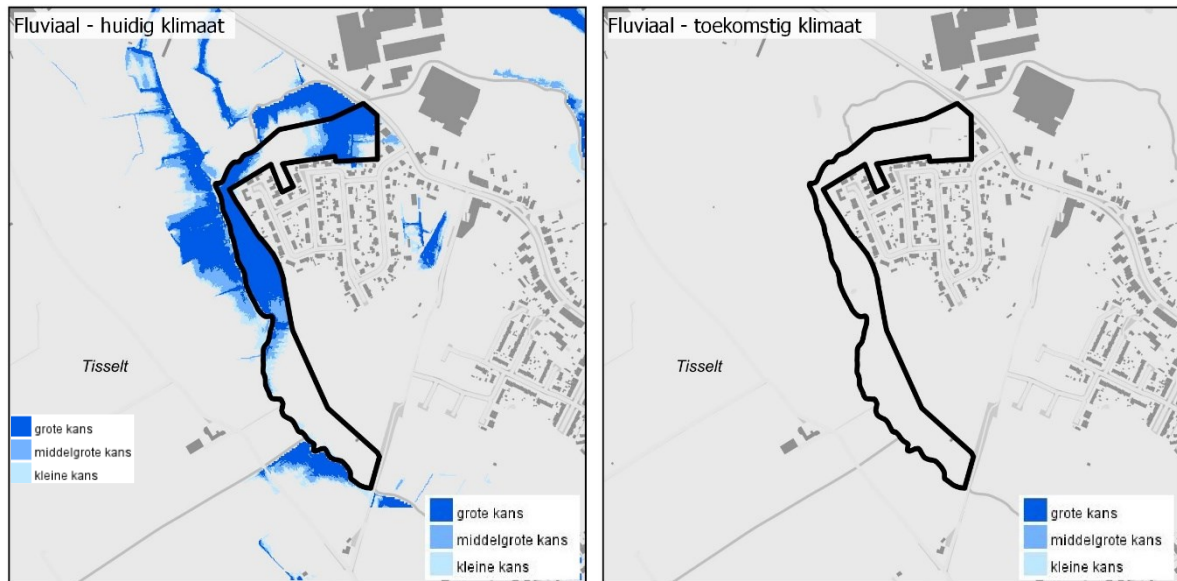 Fluviaal - huidig klimaat
Tisselt
grote kans
middelgrote kans
kleine kans
grote kans
middelgrote kans
kleine kans
Fluviaal - toekomstig klimaat
Tisselt
grote kans
middelgrote kans
kleine kans